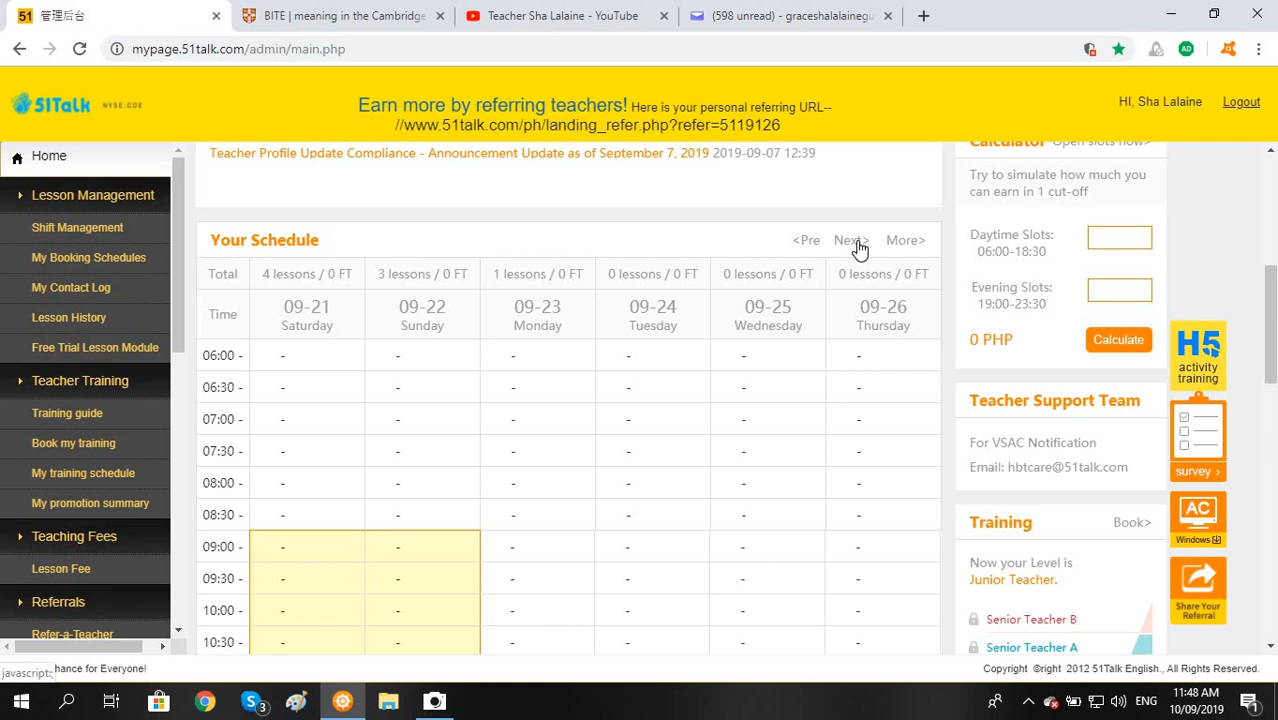 51 管理后台
BITE | meaning in the Cambridge
Teacher Sha Lalaine - YouTube
(598 unread) - graceshalalainegu
mypage.51talk.com/admin/main.php
51Talk NYSE:COE
Earn more by referring teachers! Here is your personal referring URL--
//www.51talk.com/ph/landing_refer.php?refer=5119126
HI, Sha Lalaine Logout
Home
Lesson Management
Shift Management
My Booking Schedules
My Contact Log
Lesson History
Free Trial Lesson Module
Teacher Training
Training guide
Book my training
My training schedule
My promotion summary
Teaching Fees
Lesson Fee
Referrals
Refer-a-Teacher
Teacher Profile Update Compliance - Announcement Update as of September 7, 2019 2019-09-07 12:39
Your Schedule <Pre Next> More>
Total 4 lessons / 0 FT 3 lessons / 0 FT 1 lessons / 0 FT 0 lessons / 0 FT 0 lessons / 0 FT 0 lessons / 0 FT
Time 09-21 09-22 09-23 09-24 09-25 09-26
Saturday Sunday Monday Tuesday Wednesday Thursday
06:00 - - - - - - -
06:30 - - - - - - -
07:00 - - - - - - -
07:30 - - - - - - -
08:00 - - - - - - -
08:30 - - - - - - -
09:00 - - - - - - -
09:30 - - - - - - -
10:00 - - - - - - -
10:30 - - - - - - -
Calculator Open slots now>
Try to simulate how much you
can earn in 1 cut-off
Daytime Slots:
06:00-18:30
Evening Slots:
19:00-23:30
0 PHP Calculate
Teacher Support Team
For VSAC Notification
Email: hbtcare@51talk.com
Training Book>
Now your Level is
Junior Teacher.
Senior Teacher B
Senior Teacher A
H5
activity
training
survey >
AC
Windows
Share Your
Referral
javascript:;
hance for Everyone!
Copyright ©right 2012 51Talk English., All Rights Reserved.
3
ENG
11:48 AM
10/09/2019
1